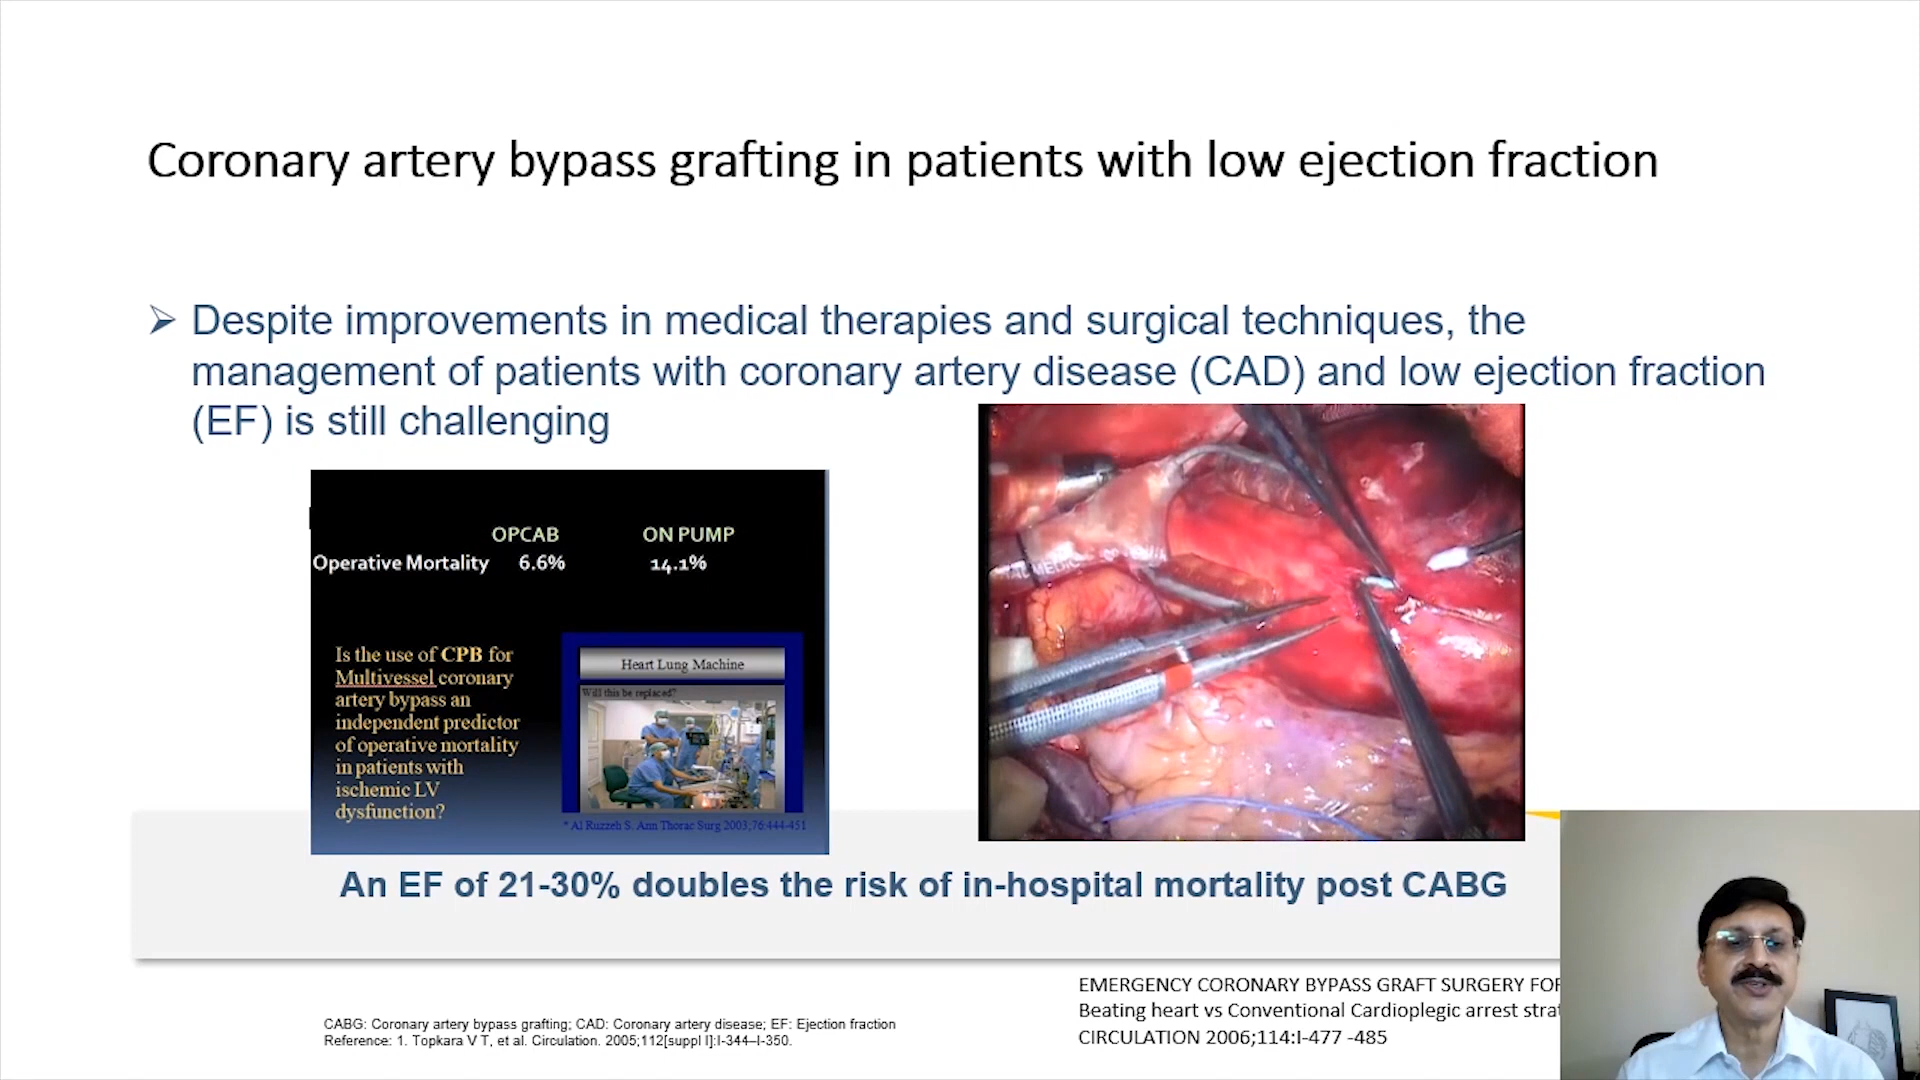 Coronary artery bypass grafting in patients with low ejection fraction
Despite improvements in medical therapies and surgical techniques, the
management of patients with coronary artery disease (CAD) and low ejection fraction
(EF) is still challenging
OPCAB ON PUMP
Operative Mortality 6.6% 14.1%
Is the use of CPB for
Multivessel coronary
artery bypass an
independent predictor
of operative mortality
in patients with
ischemic LV
dysfunction?
Heart Lung Machine
Will this be replaced?
* Al Ruzzeh S. Ann Thorac Surg 2003;76:444-451
An EF of 21-30% doubles the risk of in-hospital mortality post CABG
CABG: Coronary artery bypass grafting; CAD: Coronary artery disease; EF: Ejection fraction
Reference: 1. Topkara V T, et al. Circulation. 2005;112[suppl I]:I-344–I-350.
EMERGENCY CORONARY BYPASS GRAFT SURGERY FOR
Beating heart vs Conventional Cardioplegic arrest strat
CIRCULATION 2006;114:I-477 -485